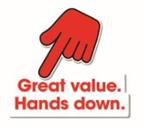 Great value.
Hands down.